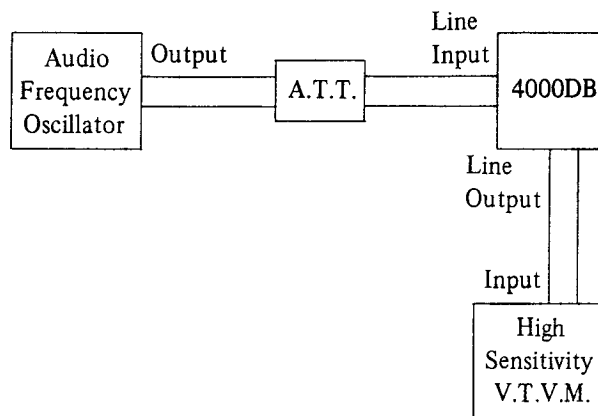 Audio
Frequency
Oscillator
Output
A.T.T.
Line
Input
4000DB
Line
Output
Input
High
Sensitivity
V.T.V.M.